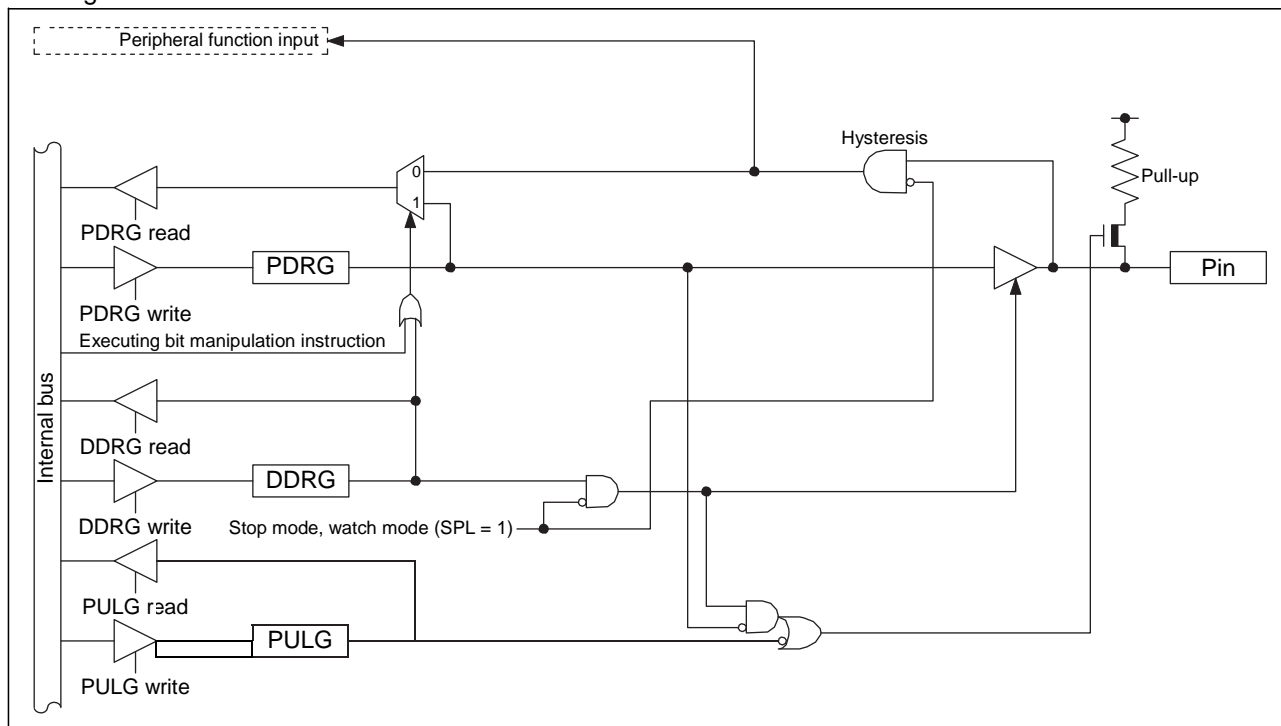 Peripheral function input
Hysteresis
0
Pull-up
1
PDRG read
PDRG
Pin
PDRG write
Executing bit manipulation instruction
Internal bus
DDRG read
DDRG
DDRG write
Stop mode, watch mode (SPL = 1)
PULG read
PULG
PULG write